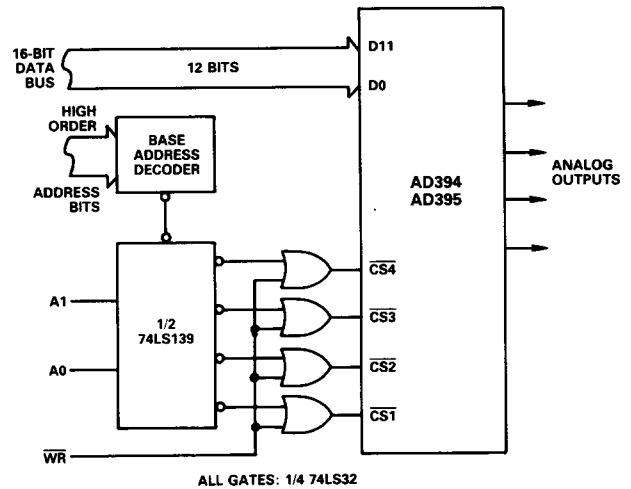 16-BIT
DATA
BUS
12 BITS
D11
D0
HIGH
ORDER
ADDRESS
BITS
BASE
ADDRESS
DECODER
AD394
AD395
ANALOG
OUTPUTS
A1
A0
1/2
74LS139
CS4
CS3
CS2
CS1
WR
ALL GATES: 1/4 74LS32